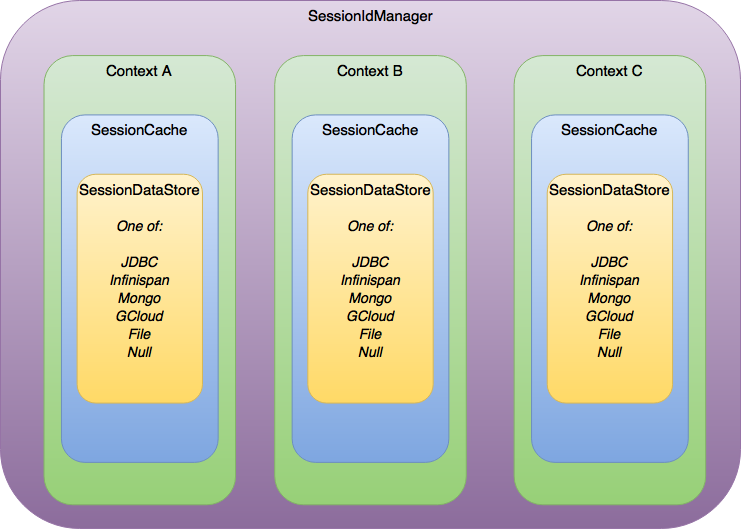 SessionIdManager
Context A
SessionCache
SessionDataStore
One of:
JDBC
Infinispan
Mongo
GCloud
File
Null
Context B
SessionCache
SessionDataStore
One of:
JDBC
Infinispan
Mongo
GCloud
File
Null
Context C
SessionCache
SessionDataStore
One of:
JDBC
Infinispan
Mongo
GCloud
File
Null